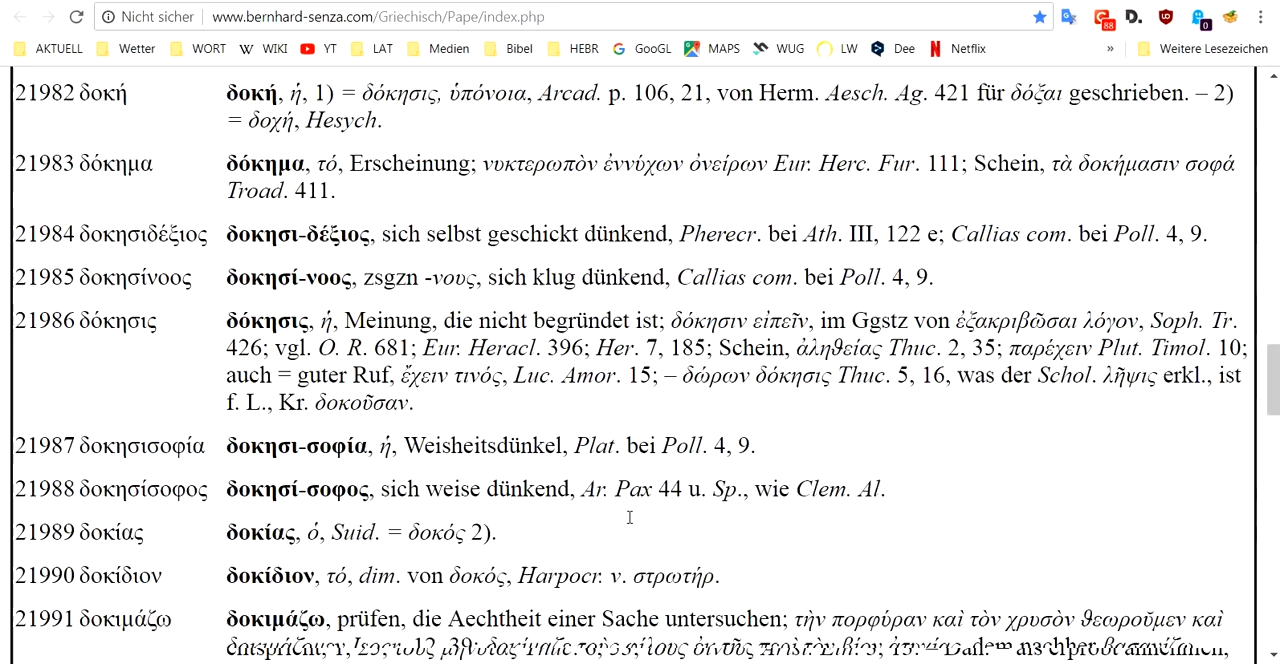 Nicht sicher | www.bernhard-senza.com/Griechisch/Pape/index.php
88 D. 0
AKTUELL Wetter WORT W WIKI YT LAT Medien Bibel HEBR G GooGL MAPS WUG LW Dee N Netflix » Weitere Lesezeichen
21982 δοκή δοκή, ἡ, 1) = δόκησις, ὑπόνοια, Arcad. p. 106, 21, von Herm. Aesch. Ag. 421 für δόξαι geschrieben. – 2)
= δοχή, Hesych.
21983 δόκημα δόκημα, τό, Erscheinung; νυκτερωπὸν ἐννύχων ὀνείρων Eur. Herc. Fur. 111; Schein, τὰ δοκήμασιν σοφά
Troad. 411.
21984 δοκησιδέξιος δοκησι-δέξιος, sich selbst geschickt dünkend, Pherecr. bei Ath. III, 122 e; Callias com. bei Poll. 4, 9.
21985 δοκησίνοος δοκησί-νοος, zsgzn -νους, sich klug dünkend, Callias com. bei Poll. 4, 9.
21986 δόκησις δόκησις, ἡ, Meinung, die nicht begründet ist; δόκησιν εἰπεῖν, im Ggstz von ἐξακριβῶσαι λόγον, Soph. Tr.
426; vgl. O. R. 681; Eur. Heracl. 396; Her. 7, 185; Schein, ἀληθείας Thuc. 2, 35; παρέχειν Plut. Timol. 10;
auch = guter Ruf, ἔχειν τινός, Luc. Amor. 15; – δώρων δόκησις Thuc. 5, 16, was der Schol. λῆψις erkl., ist
f. L., Kr. δοκοῦσαν.
21987 δοκησισοφία δοκησι-σοφία, ἡ, Weisheitsdünkel, Plat. bei Poll. 4, 9.
21988 δοκησίσοφος δοκησί-σοφος, sich weise dünkend, Ar. Pax 44 u. Sp., wie Clem. Al.
21989 δοκίας δοκίας, ὁ, Suid. = δοκός 2).
21990 δοκίδιον δοκίδιον, τό, dim. von δοκός, Harpocr. v. στρωτήρ.
21991 δοκιμάζω δοκιμάζω, prüfen, die Aechtheit einer Sache untersuchen; τὴν πορφύραν καὶ τὸν χρυσὸν θεωροῦμεν καὶ